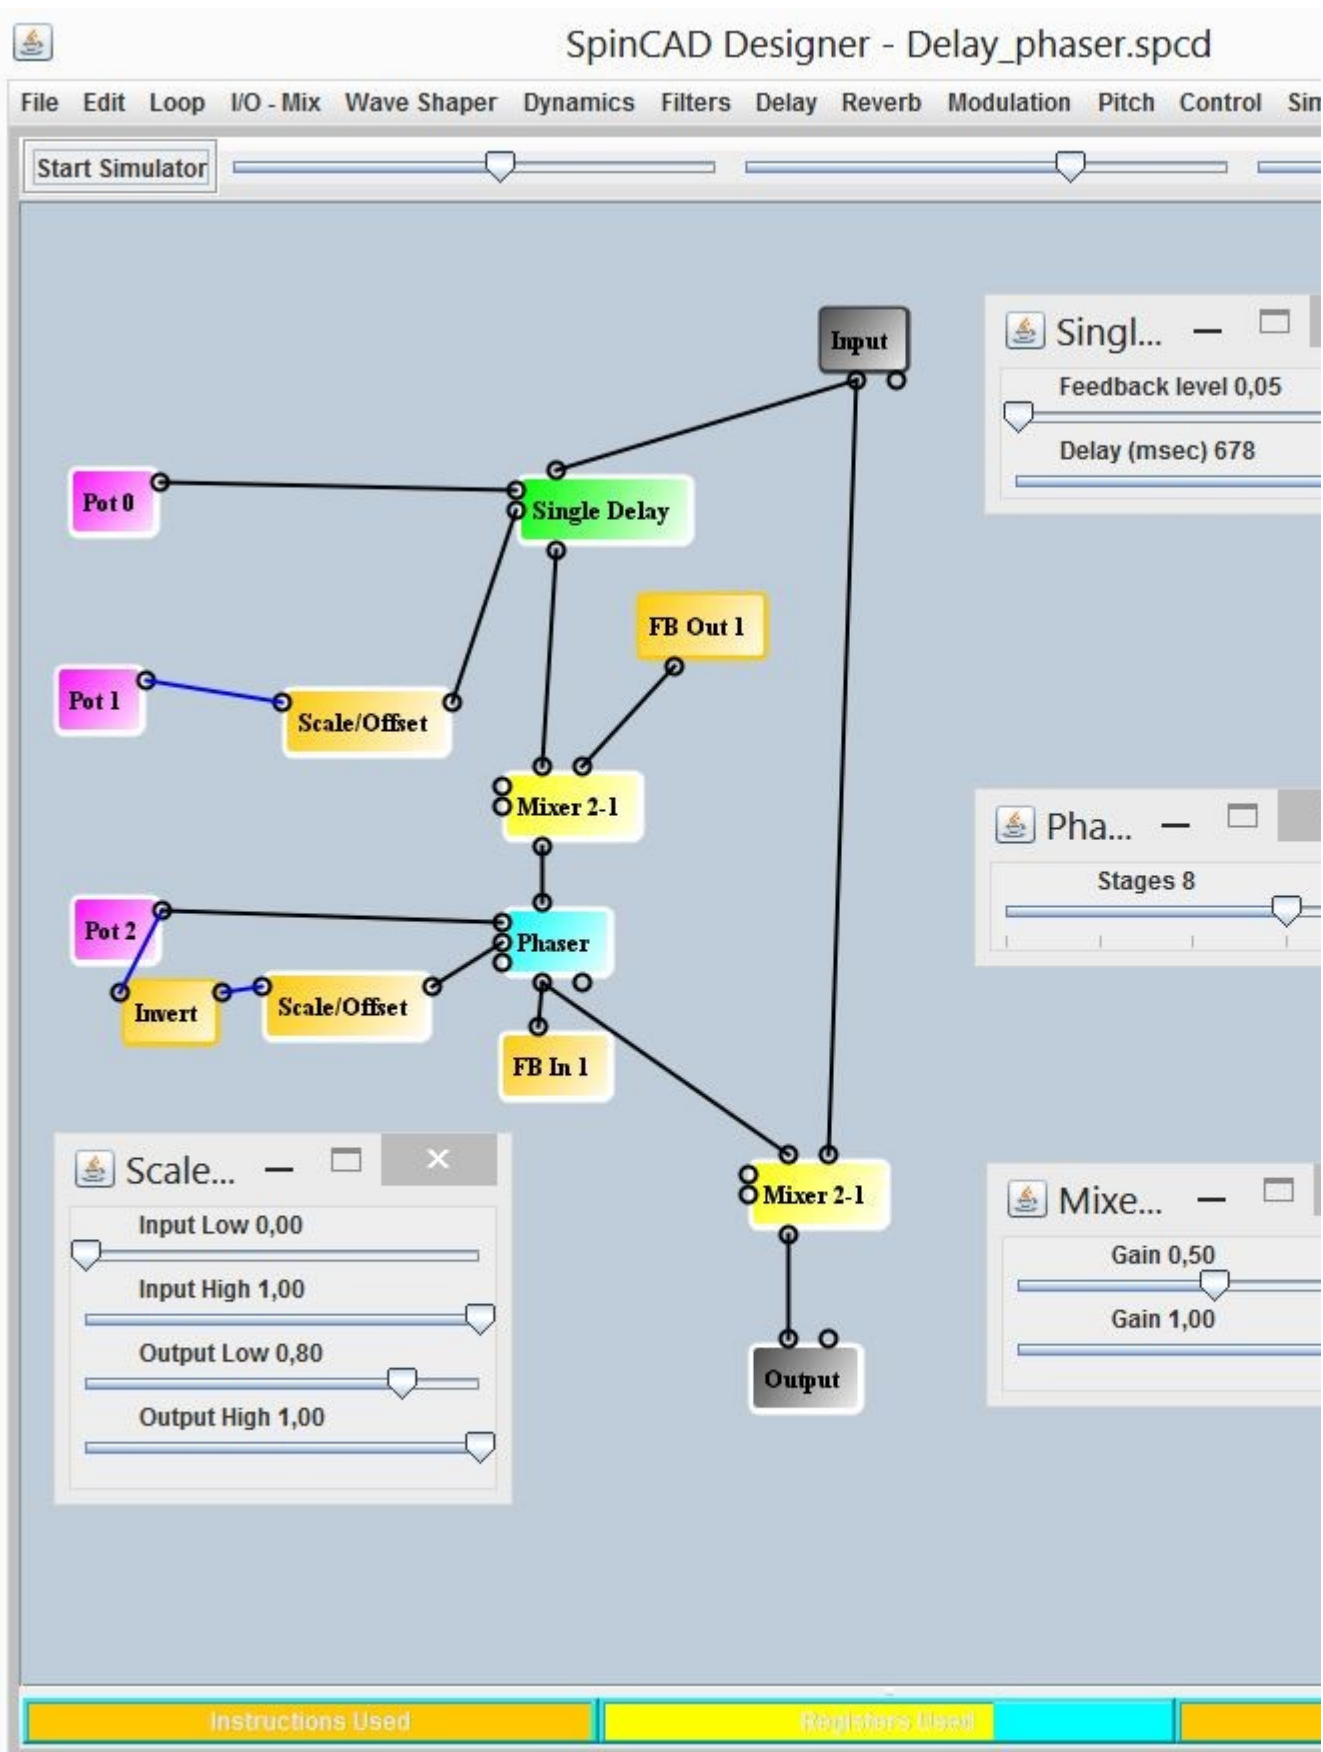 SpinCAD Designer - Delay_phaser.spcd
File Edit Loop I/O - Mix Wave Shaper Dynamics Filters Delay Reverb Modulation Pitch Control Sim
Start Simulator
Input
Singl...
Feedback level 0,05
Delay (msec) 678
Pot 0
Single Delay
FB Out 1
Pot 1
Scale/Offset
Mixer 2-1
Pha...
Stages 8
Pot 2
Phaser
Invert
Scale/Offset
FB In 1
Scale...
Input Low 0,00
Input High 1,00
Output Low 0,80
Output High 1,00
Mixer 2-1
Mixe...
Gain 0,50
Gain 1,00
Output
Instructions Used
Registers Used